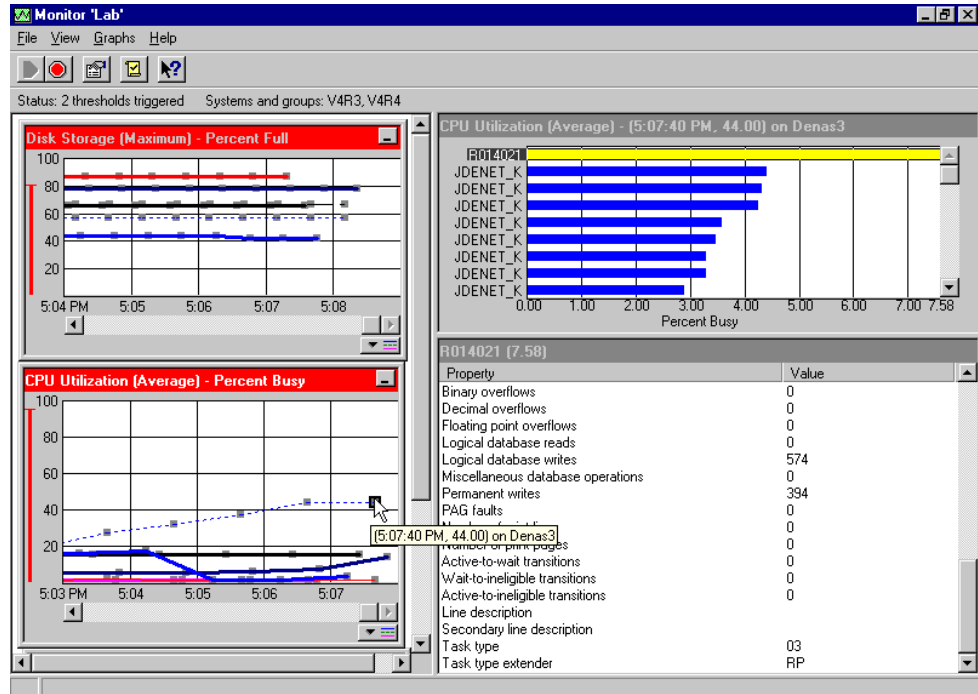 Monitor 'Lab'
File View Graphs Help
Status: 2 thresholds triggered Systems and groups: V4R3, V4R4
Disk Storage (Maximum) - Percent Full
100
80
60
40
20
5:04 PM 5:05 5:06 5:07 5:08
CPU Utilization (Average) - Percent Busy
100
80
60
40
20
5:03 PM 5:04 5:05 5:06 5:07
(5:07:40 PM, 44.00) on Denas3
CPU Utilization (Average) - (5:07:40 PM, 44.00) on Denas3
R014021
JDENET_K
JDENET_K
JDENET_K
JDENET_K
JDENET_K
JDENET_K
JDENET_K
JDENET_K
0.00 1.00 2.00 3.00 4.00 5.00 6.00 7.00 7.58
Percent Busy
R014021 (7.58)
Property Value
Binary overflows 0
Decimal overflows 0
Floating point overflows 0
Logical database reads 0
Logical database writes 574
Miscellaneous database operations 0
Permanent writes 394
PAG faults 0
0
Number of print pages 0
Active-to-wait transitions 0
Wait-to-ineligible transitions 0
Active-to-ineligible transitions 0
Line description
Secondary line description
Task type 03
Task type extender RP